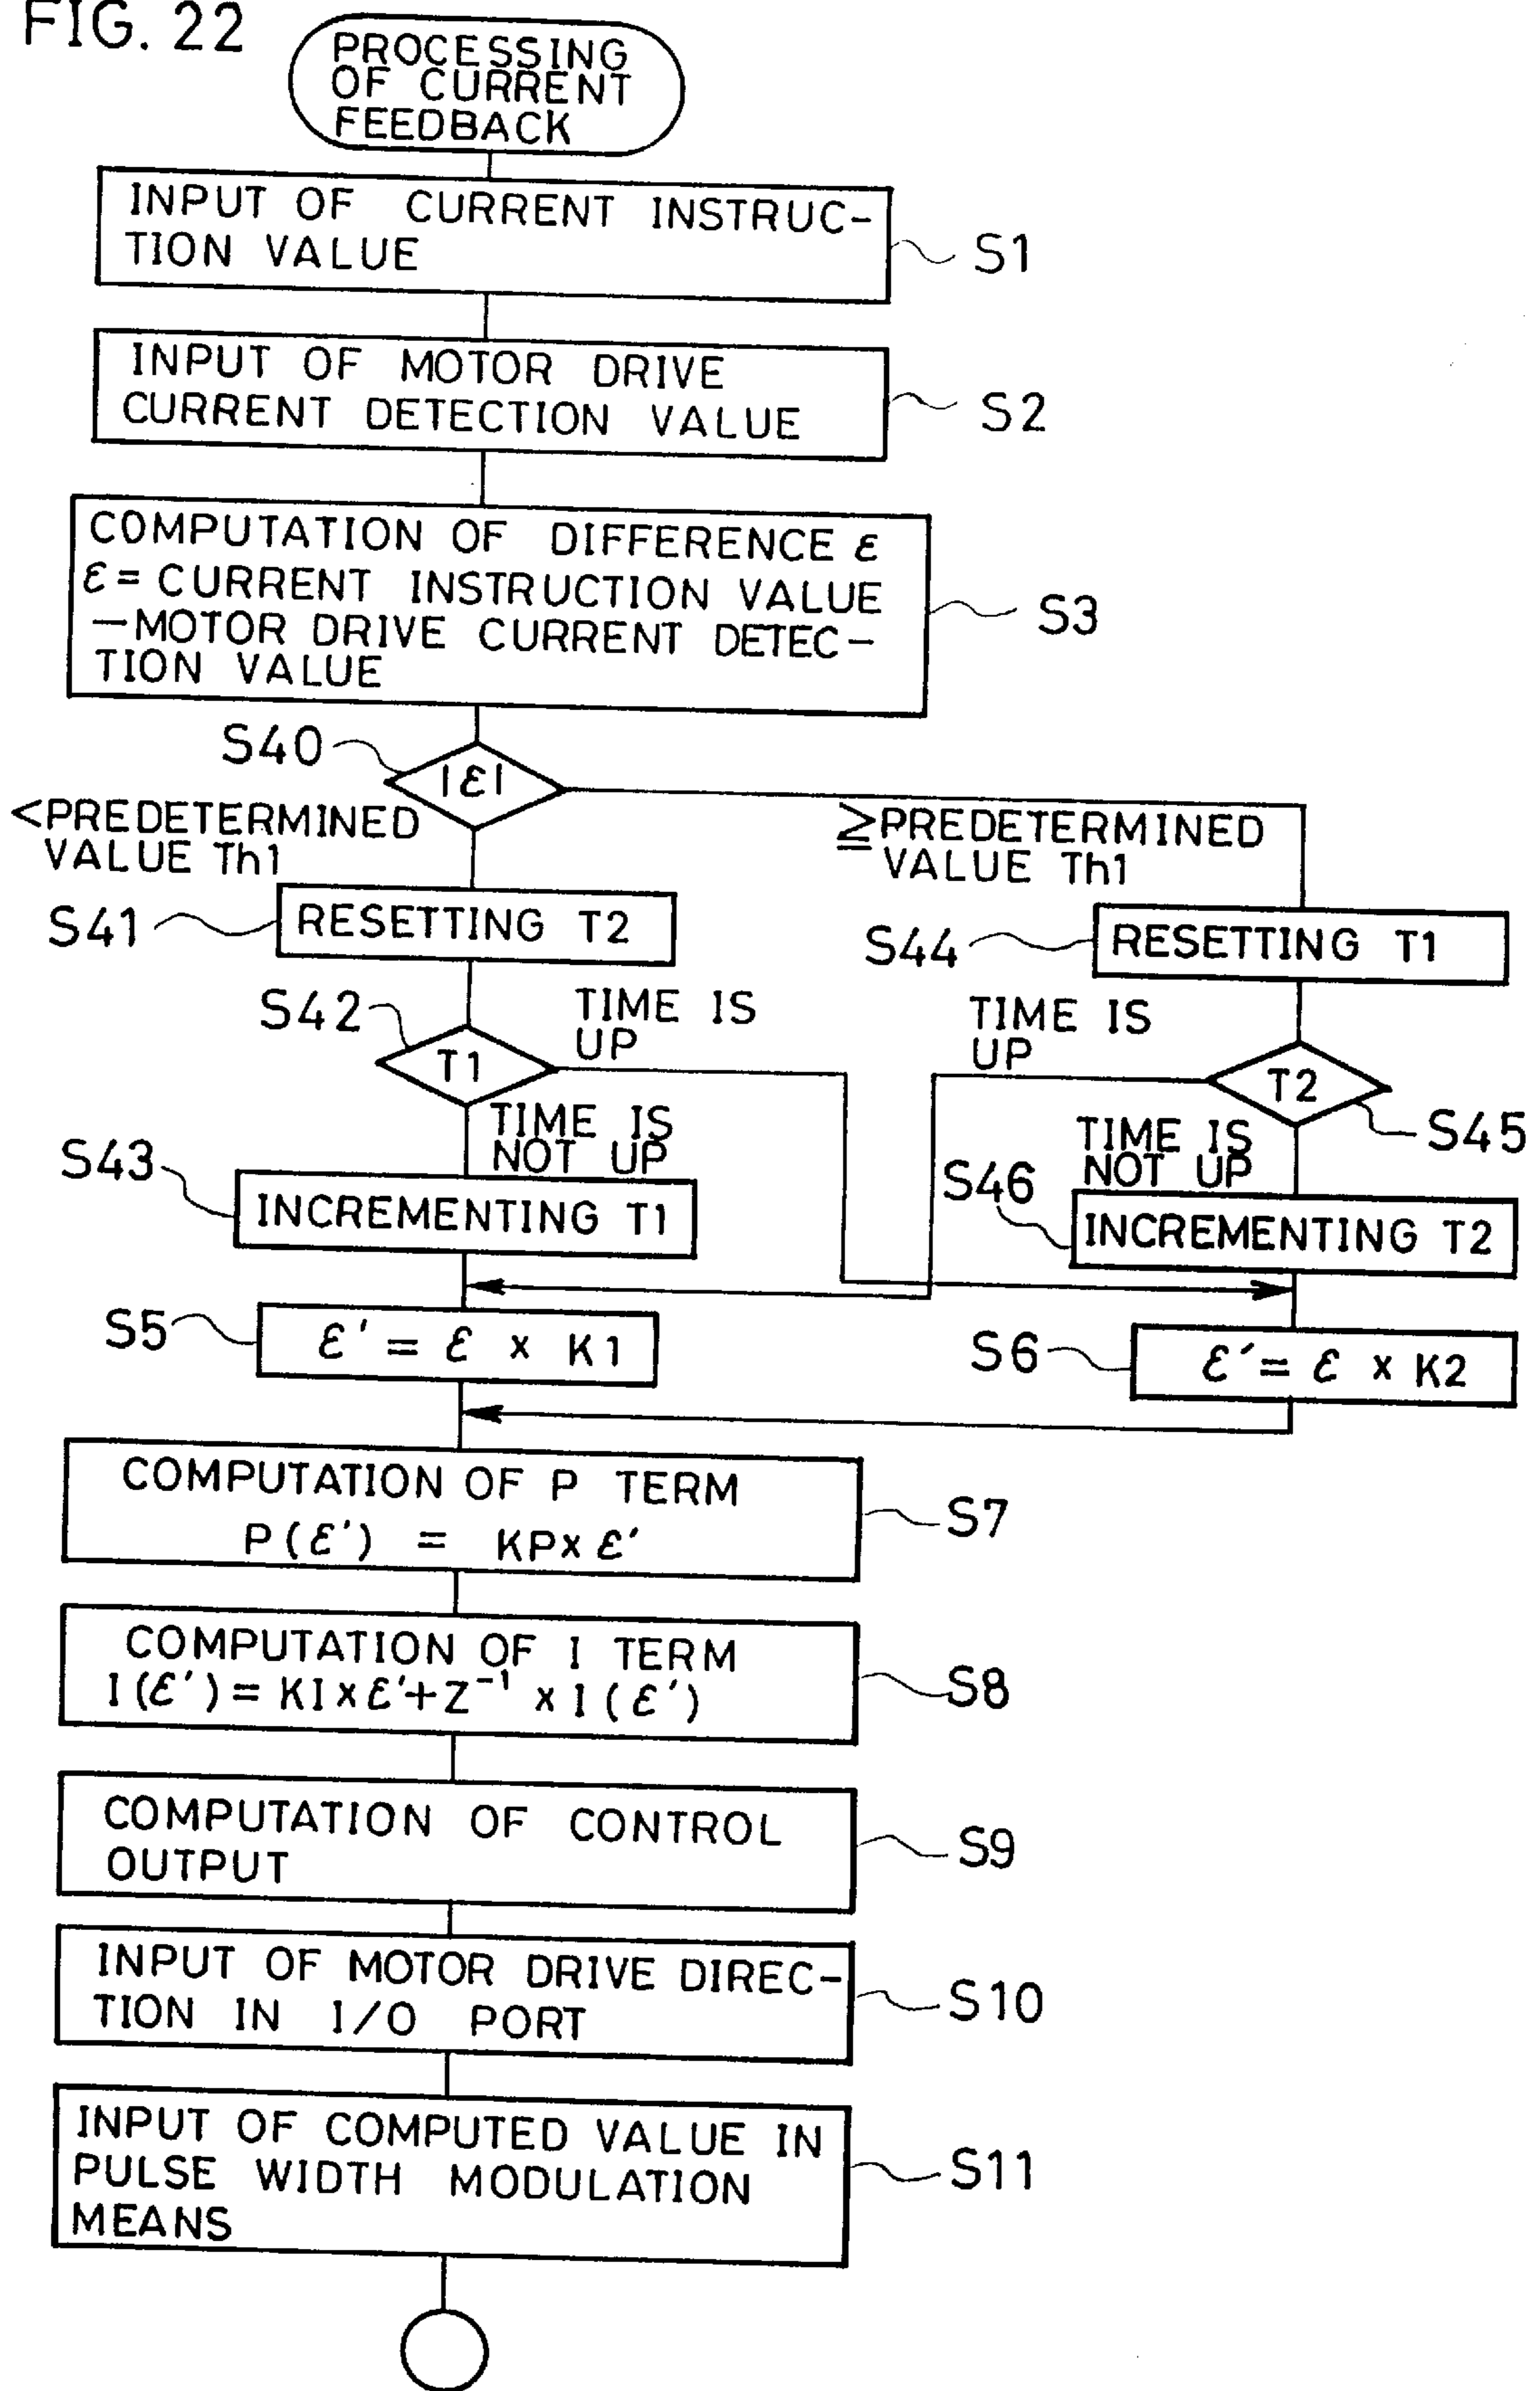 FIG. 22
PROCESSING
OF CURRENT
FEEDBACK
INPUT OF CURRENT INSTRUC-
TION VALUE
S1
INPUT OF MOTOR DRIVE
CURRENT DETECTION VALUE
S2
COMPUTATION OF DIFFERENCE ε
ε = CURRENT INSTRUCTION VALUE
—MOTOR DRIVE CURRENT DETEC-
TION VALUE
S3
S40
|ε|
<PREDETERMINED
VALUE Th1
≧PREDETERMINED
VALUE Th1
S41
RESETTING T2
S44
RESETTING T1
S42
T1
TIME IS
UP
TIME IS
UP
T2
S45
TIME IS
NOT UP
TIME IS
NOT UP
S43
INCREMENTING T1
S46
INCREMENTING T2
S5
ε' = ε x K1
S6
ε' = ε x K2
COMPUTATION OF P TERM
P(ε') = KPxε'
S7
COMPUTATION OF I TERM
I(ε') = KIxε'+Z⁻¹ x I(ε')
S8
COMPUTATION OF CONTROL
OUTPUT
S9
INPUT OF MOTOR DRIVE DIREC-
TION IN I/O PORT
S10
INPUT OF COMPUTED VALUE IN
PULSE WIDTH MODULATION
MEANS
S11